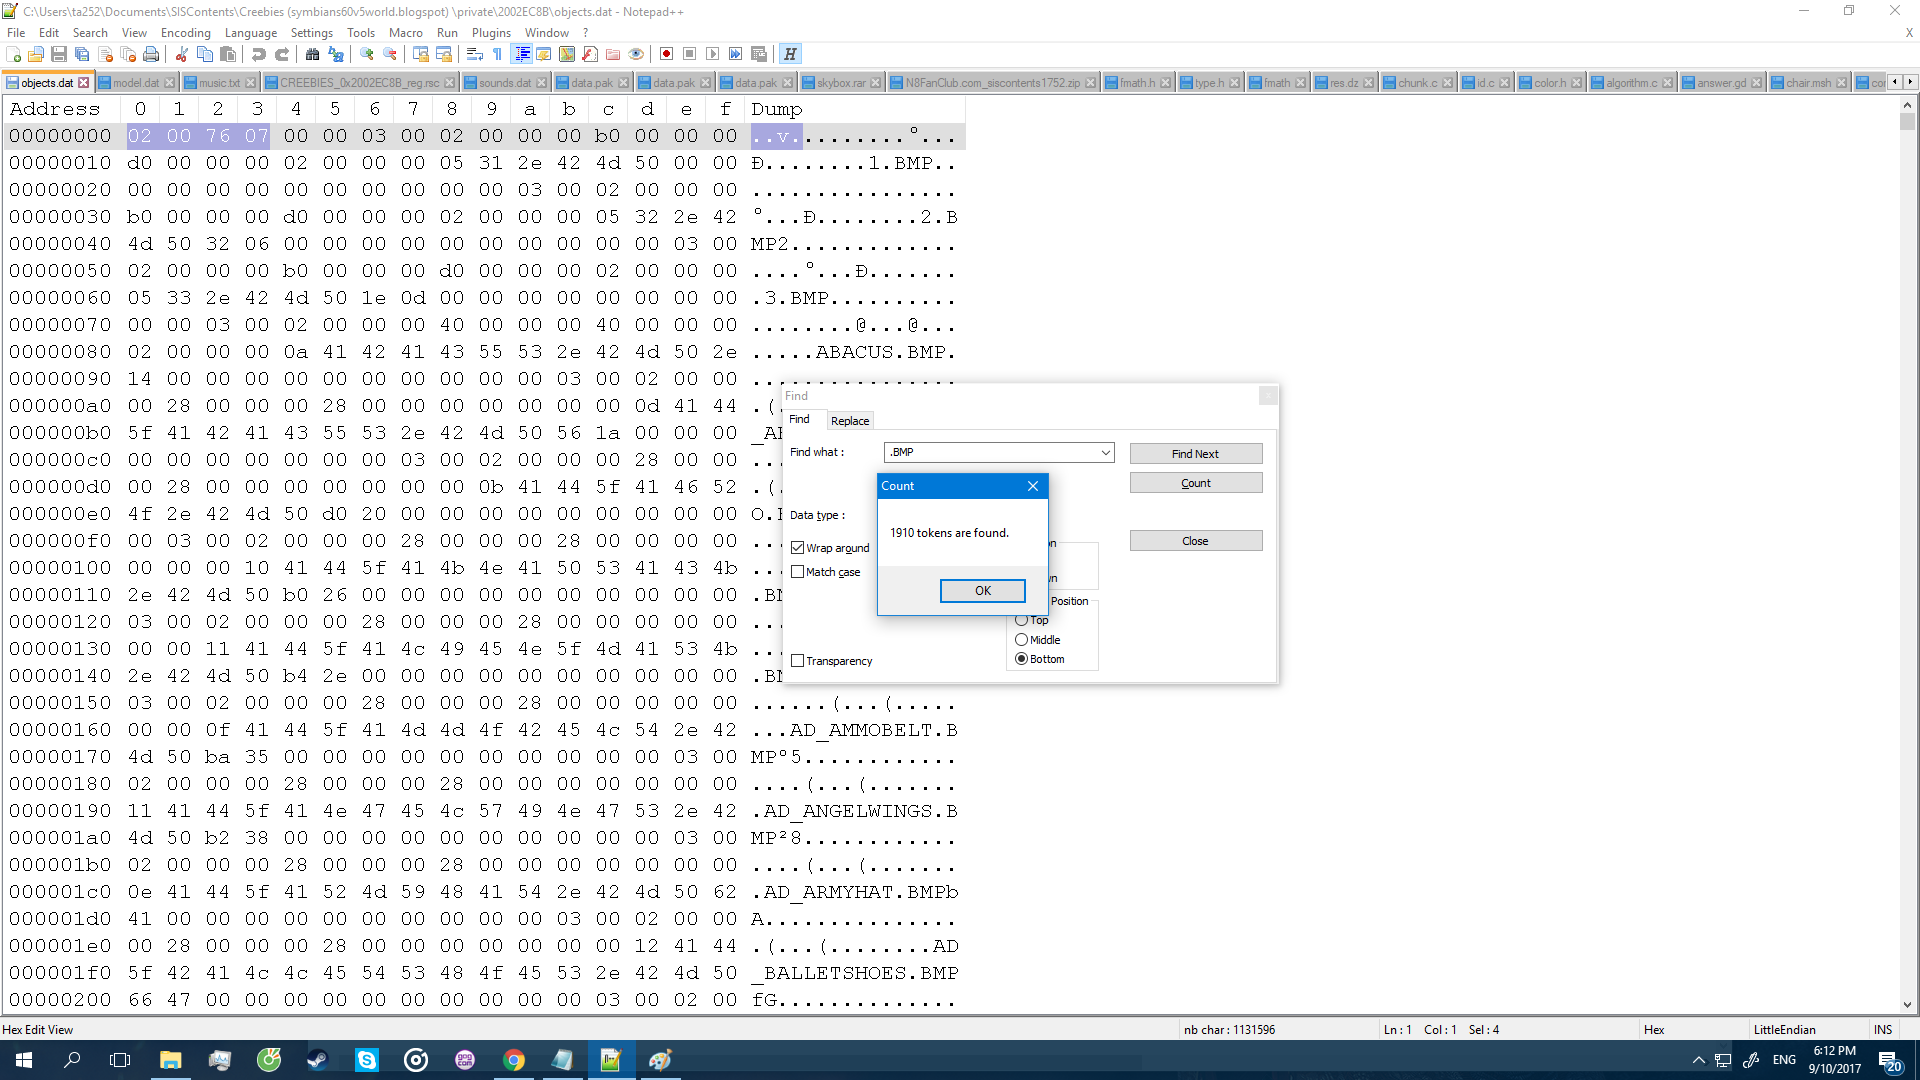 C:\Users\ta252\Documents\SISContents\Creebies (symbians60v5world.blogspot) \private\2002EC8B\objects.dat - Notepad++
File Edit Search View Encoding Language Settings Tools Macro Run Plugins Window ? X
objects.dat model.dat music.txt CREEBIES_0x2002EC8B_reg.rsc sounds.dat data.pak data.pak data.pak skybox.rar N8FanClub.com_siscontents1752.zip fmath.h type.h fmath res.dz chunk.c id.c color.h algorithm.c answer.gd chair.msh
Address 0 1 2 3 4 5 6 7 8 9 a b c d e f Dump
00000000 02 00 76 07 00 00 03 00 02 00 00 00 b0 00 00 00 ..v.........°...
00000010 d0 00 00 00 02 00 00 00 05 31 2e 42 4d 50 00 00 Ð........1.BMP..
00000020 00 00 00 00 00 00 00 00 00 00 03 00 02 00 00 00 ................
00000030 b0 00 00 00 d0 00 00 00 02 00 00 00 05 32 2e 42 °...Ð........2.B
00000040 4d 50 32 06 00 00 00 00 00 00 00 00 00 00 03 00 MP2.............
00000050 02 00 00 00 b0 00 00 00 d0 00 00 00 02 00 00 00 ....°...Ð.......
00000060 05 33 2e 42 4d 50 1e 0d 00 00 00 00 00 00 00 00 .3.BMP..........
00000070 00 00 03 00 02 00 00 00 40 00 00 00 40 00 00 00 ........@...@...
00000080 02 00 00 00 0a 41 42 41 43 55 53 2e 42 4d 50 2e .....ABACUS.BMP.
00000090 14 00 00 00 00 00 00 00 00 00 00 03 00 02 00 00 ................
000000a0 00 28 00 00 00 28 00 00 00 00 00 00 00 0d 41 44 .(.
000000b0 5f 41 42 41 43 55 53 2e 42 4d 50 56 1a 00 00 00 _A
000000c0 00 00 00 00 00 00 00 03 00 02 00 00 00 28 00 00 ...
000000d0 00 28 00 00 00 00 00 00 00 0b 41 44 5f 41 46 52 .(.
000000e0 4f 2e 42 4d 50 d0 20 00 00 00 00 00 00 00 00 00 O.
000000f0 00 03 00 02 00 00 00 28 00 00 00 28 00 00 00 00 ...
00000100 00 00 00 10 41 44 5f 41 4b 4e 41 50 53 41 43 4b ...
00000110 2e 42 4d 50 b0 26 00 00 00 00 00 00 00 00 00 00 .B
00000120 03 00 02 00 00 00 28 00 00 00 28 00 00 00 00 00 ...
00000130 00 00 11 41 44 5f 41 4c 49 45 4e 5f 4d 41 53 4b ...
00000140 2e 42 4d 50 b4 2e 00 00 00 00 00 00 00 00 00 00 .B
00000150 03 00 02 00 00 00 28 00 00 00 28 00 00 00 00 00 ......(...(.....
00000160 00 00 0f 41 44 5f 41 4d 4d 4f 42 45 4c 54 2e 42 ...AD_AMMOBELT.B
00000170 4d 50 ba 35 00 00 00 00 00 00 00 00 00 00 03 00 MPº5............
00000180 02 00 00 00 28 00 00 00 28 00 00 00 00 00 00 00 ....(...(.......
00000190 11 41 44 5f 41 4e 47 45 4c 57 49 4e 47 53 2e 42 .AD_ANGELWINGS.B
000001a0 4d 50 b2 38 00 00 00 00 00 00 00 00 00 00 03 00 MP²8............
000001b0 02 00 00 00 28 00 00 00 28 00 00 00 00 00 00 00 ....(...(.......
000001c0 0e 41 44 5f 41 52 4d 59 48 41 54 2e 42 4d 50 62 .AD_ARMYHAT.BMPb
000001d0 41 00 00 00 00 00 00 00 00 00 00 03 00 02 00 00 A...............
000001e0 00 28 00 00 00 28 00 00 00 00 00 00 00 12 41 44 .(...(........AD
000001f0 5f 42 41 4c 4c 45 54 53 48 4f 45 53 2e 42 4d 50 _BALLETSHOES.BMP
00000200 66 47 00 00 00 00 00 00 00 00 00 00 03 00 02 00 fG..............
Find
Find Replace
Find what : .BMP Find Next
Count
Data type :
Close
Wrap around
Match case
Transparency
Position
Top
Middle
Bottom
Count
1910 tokens are found.
OK
Hex Edit View nb char : 1131596 Ln : 1 Col : 1 Sel : 4 Hex LittleEndian INS
ENG 6:12 PM
9/10/2017
20